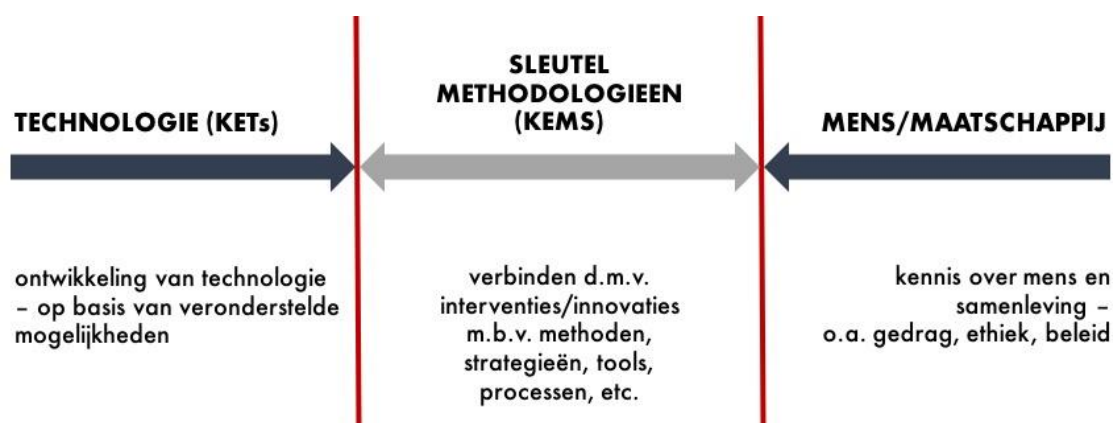 TECHNOLOGIE (KETs)
ontwikkeling van technologie
– op basis van veronderstelde
mogelijkheden
SLEUTEL
METHODOLOGIEEN
(KEMS)
verbinden d.m.v.
interventies/innovaties
m.b.v. methoden,
strategieën, tools,
processen, etc.
MENS/MAATSCHAPPIJ
kennis over mens en
samenleving –
o.a. gedrag, ethiek, beleid